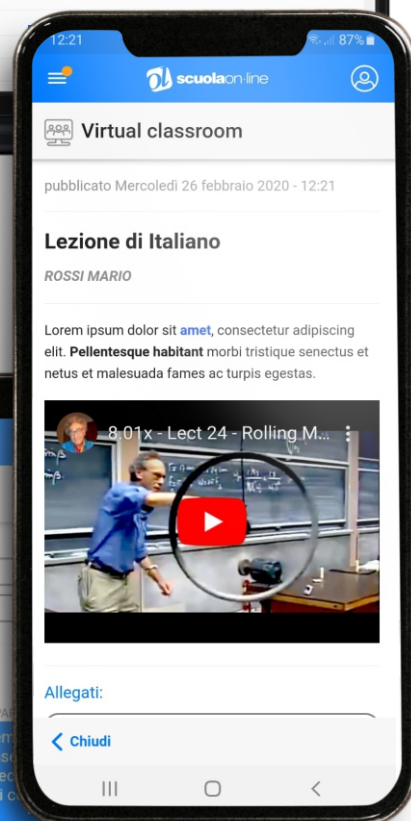 12:21 87%
scuolaon·line
Virtual classroom
pubblicato Mercoledì 26 febbraio 2020 - 12:21
Lezione di Italiano
ROSSI MARIO
Lorem ipsum dolor sit amet, consectetur adipiscing
elit. Pellentesque habitant morbi tristique senectus et
netus et malesuada fames ac turpis egestas.
8.01x - Lect 24 - Rolling M...
Allegati:
Chiudi